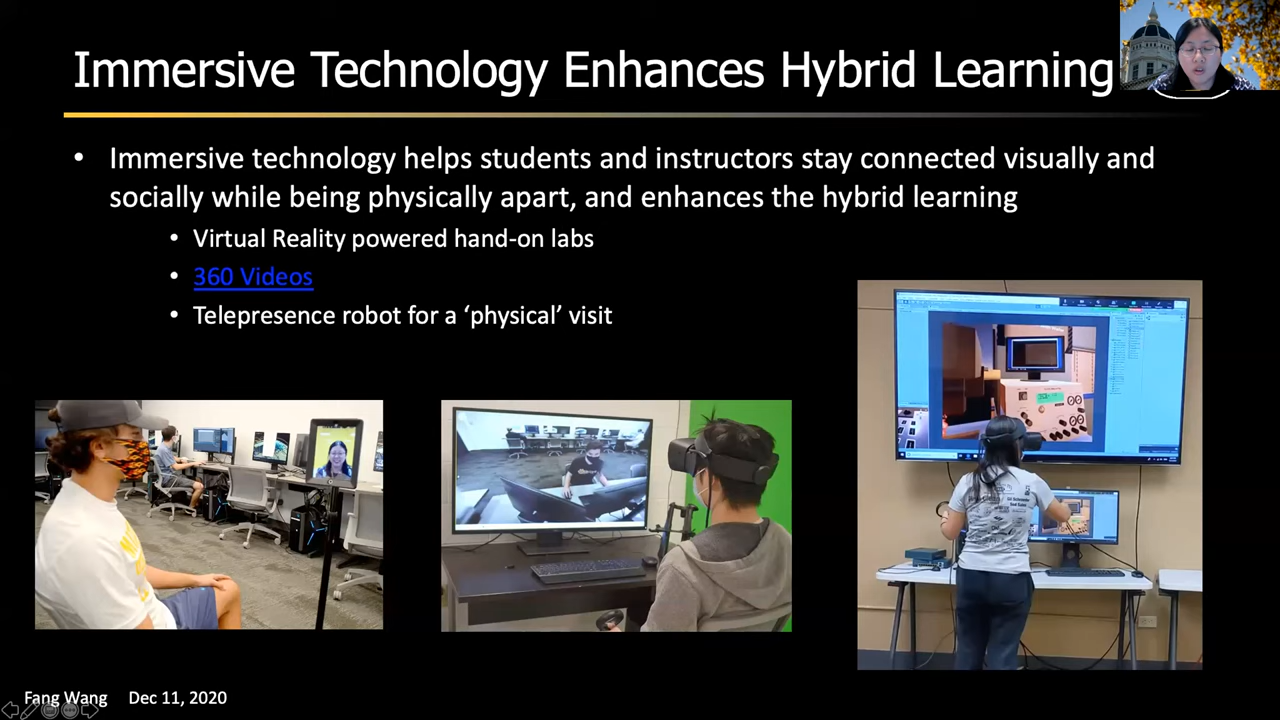 Immersive Technology Enhances Hybrid Learning
• Immersive technology helps students and instructors stay connected visually and
socially while being physically apart, and enhances the hybrid learning
• Virtual Reality powered hand-on labs
• 360 Videos
• Telepresence robot for a ‘physical’ visit
Fang Wang Dec 11, 2020